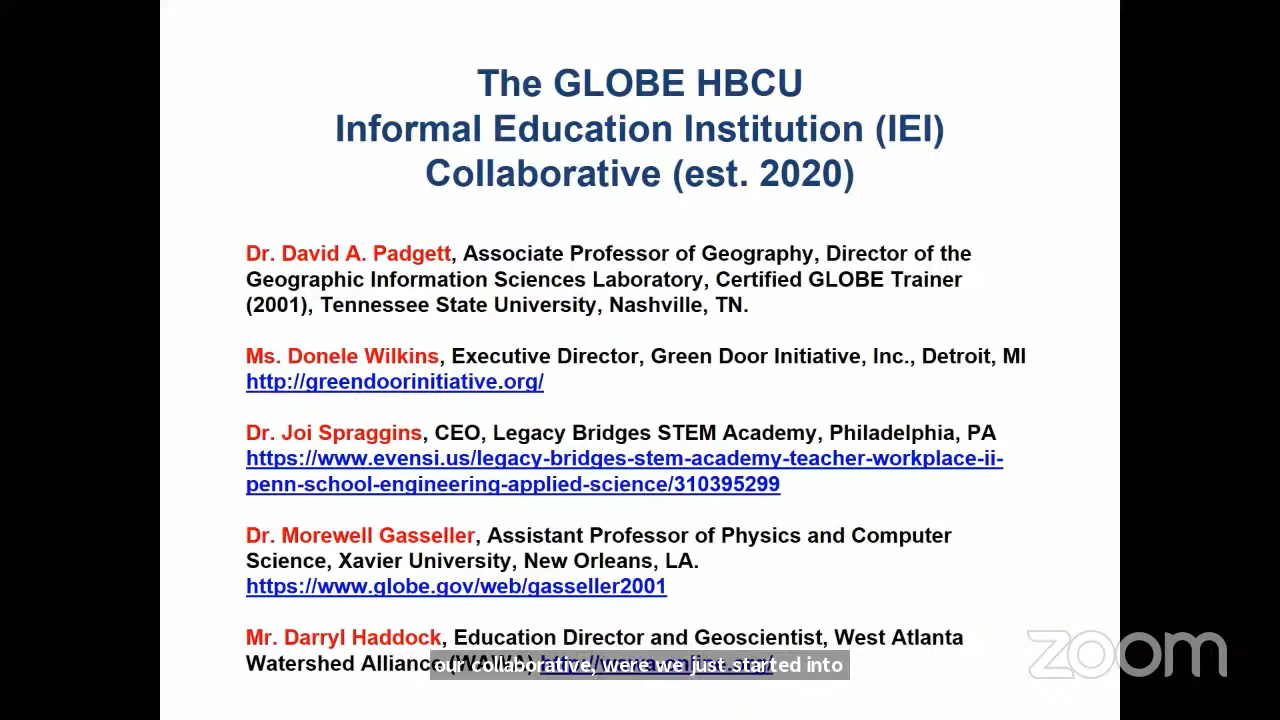 The GLOBE HBCU
Informal Education Institution (IEI)
Collaborative (est. 2020)
Dr. David A. Padgett, Associate Professor of Geography, Director of the
Geographic Information Sciences Laboratory, Certified GLOBE Trainer
(2001), Tennessee State University, Nashville, TN.
Ms. Donele Wilkins, Executive Director, Green Door Initiative, Inc., Detroit, MI
http://greendoorinitiative.org/
Dr. Joi Spraggins, CEO, Legacy Bridges STEM Academy, Philadelphia, PA
https://www.evensi.us/legacy-bridges-stem-academy-teacher-workplace-ii-
penn-school-engineering-applied-science/310395299
Dr. Morewell Gasseller, Assistant Professor of Physics and Computer
Science, Xavier University, New Orleans, LA.
https://www.globe.gov/web/gasseller2001
Mr. Darryl Haddock, Education Director and Geoscientist, West Atlanta
Watershed Alliance
our collaborative, were we just started into
zoom